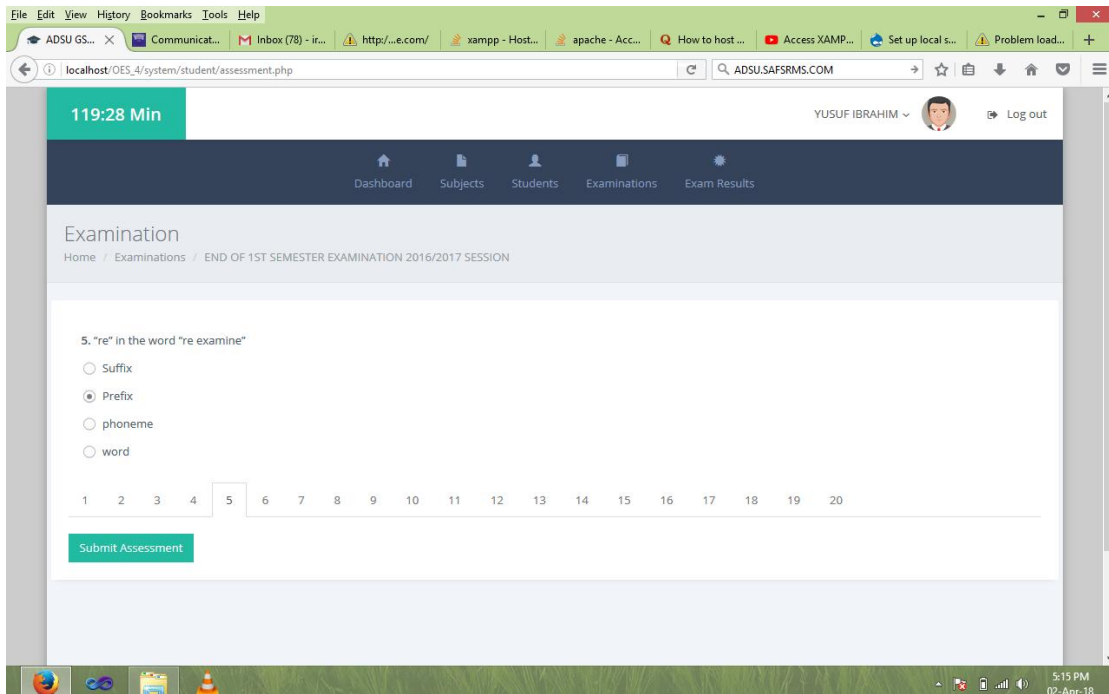 File Edit View History Bookmarks Tools Help
ADSU GS... Communicat... Inbox (78) - ir... http:/...e.com/ xampp - Host... apache - Acc... How to host ... Access XAMP... Set up local s... Problem load...
localhost/OES_4/system/student/assessment.php ADSU.SAFSRMS.COM
119:28 Min YUSUF IBRAHIM Log out
Dashboard Subjects Students Examinations Exam Results
Examination
Home / Examinations / END OF 1ST SEMESTER EXAMINATION 2016/2017 SESSION
5. “re” in the word “re examine”
Suffix
Prefix
phoneme
word
1 2 3 4 5 6 7 8 9 10 11 12 13 14 15 16 17 18 19 20
Submit Assessment
5:15 PM
02-Apr-18